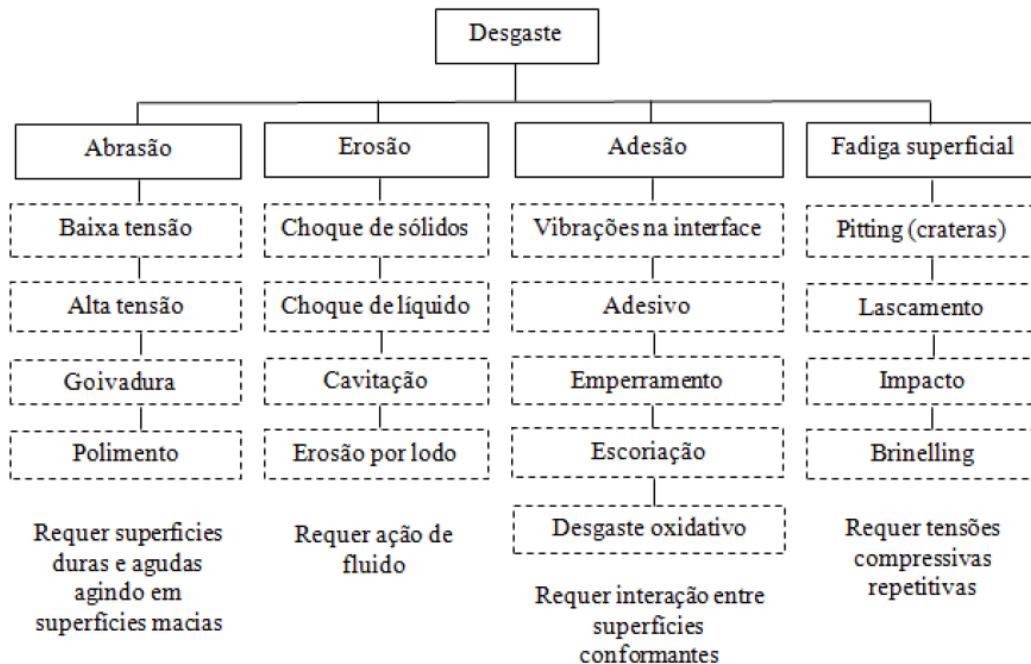 Desgaste
Abrasão
Erosão
Adesão
Fadiga superficial
Baixa tensão
Choque de sólidos
Vibrações na interface
Pitting (crateras)
Alta tensão
Choque de líquido
Adesivo
Lascamento
Goivadura
Cavitação
Emperramento
Impacto
Polimento
Erosão por lodo
Escoriação
Brinelling
Desgaste oxidativo
Requer superfícies
duras e agudas
agindo em
superfícies macias
Requer ação de
fluido
Requer interação entre
superfícies
conformantes
Requer tensões
compressivas
repetitivas